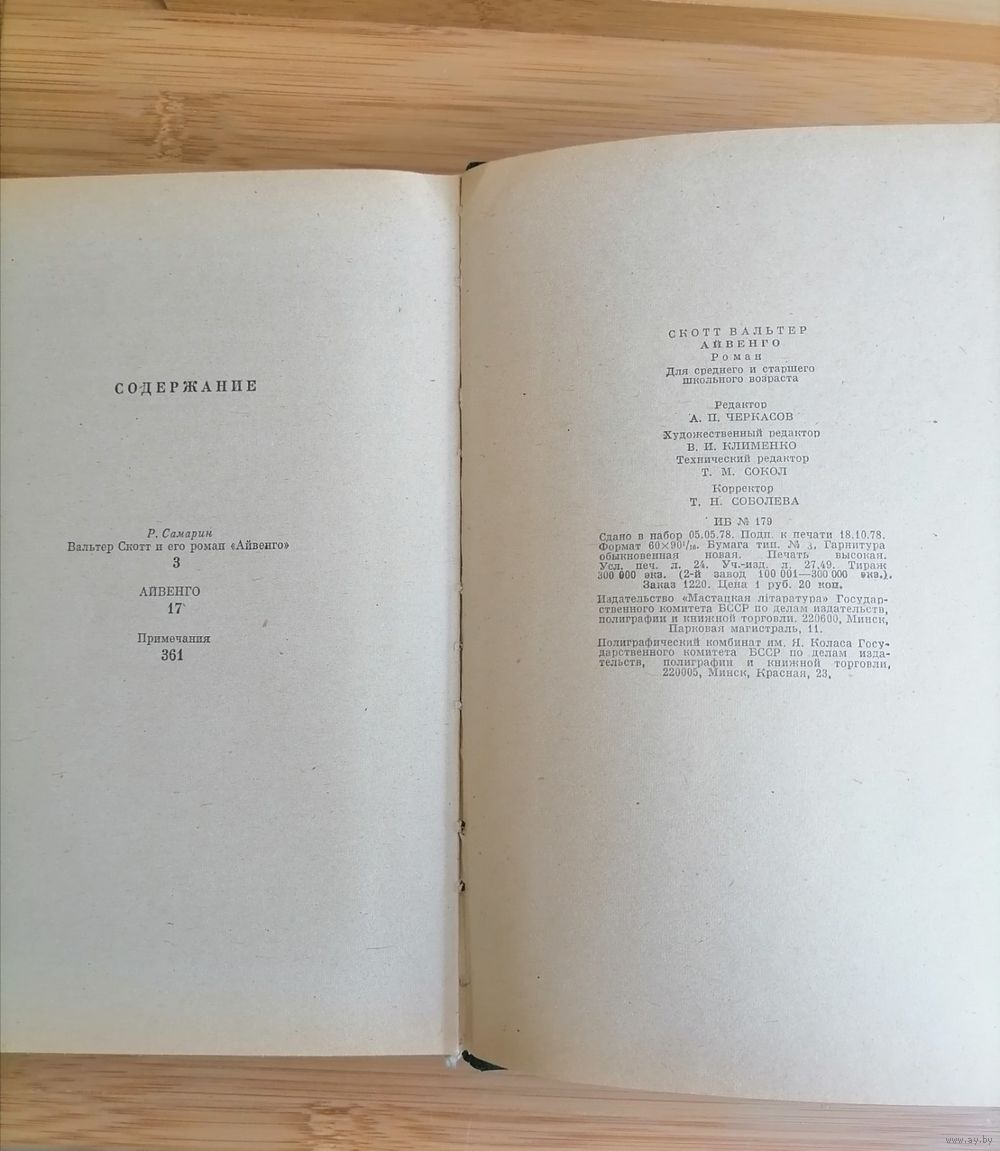 СОДЕРЖАНИЕ
Р. Самарин
Вальтер Скотт и его роман «Айвенго»
3
АЙВЕНГО
17
Примечания
361
СКОТТ ВАЛЬТЕР
АЙВЕНГО
Роман
Для среднего и старшего
школьного возраста
Редактор
А. П. ЧЕРКАСОВ
Художественный редактор
В. И. КЛИМЕНКО
Технический редактор
Т. М. СОКОЛ
Корректор
Т. Н. СОБОЛЕВА
ИБ № 179
Сдано в набор 05.05.78. Подп. к печати 18.10.78.
Формат 60×90¹/₁₆. Бумага тип. № 3. Гарнитура
обыкновенная новая. Печать высокая.
Усл. печ. л. 24. Уч.-изд. л. 27,49. Тираж
300 000 экз. (2-й завод 100 001—300 000 экз.).
Заказ 1220. Цена 1 руб. 20 коп.
Издательство «Мастацкая літаратура» Государ-
ственного комитета БССР по делам издательств,
полиграфии и книжной торговли. 220600, Минск,
Парковая магистраль, 11.
Полиграфический комбинат им. Я. Коласа Госу-
дарственного комитета БССР по делам изда-
тельств, полиграфии и книжной торговли,
220005, Минск, Красная, 23.
www.ay.by